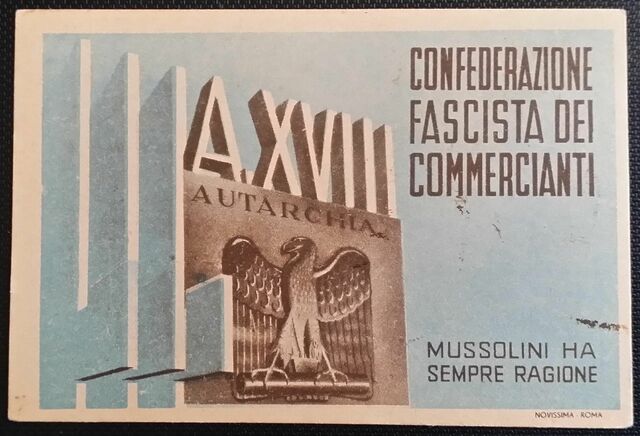 CONFEDERAZIONE
FASCISTA DEI
COMMERCIANTI
A.XVIII
AUTARCHIA
MUSSOLINI HA
SEMPRE RAGIONE
NOVISSIMA - ROMA